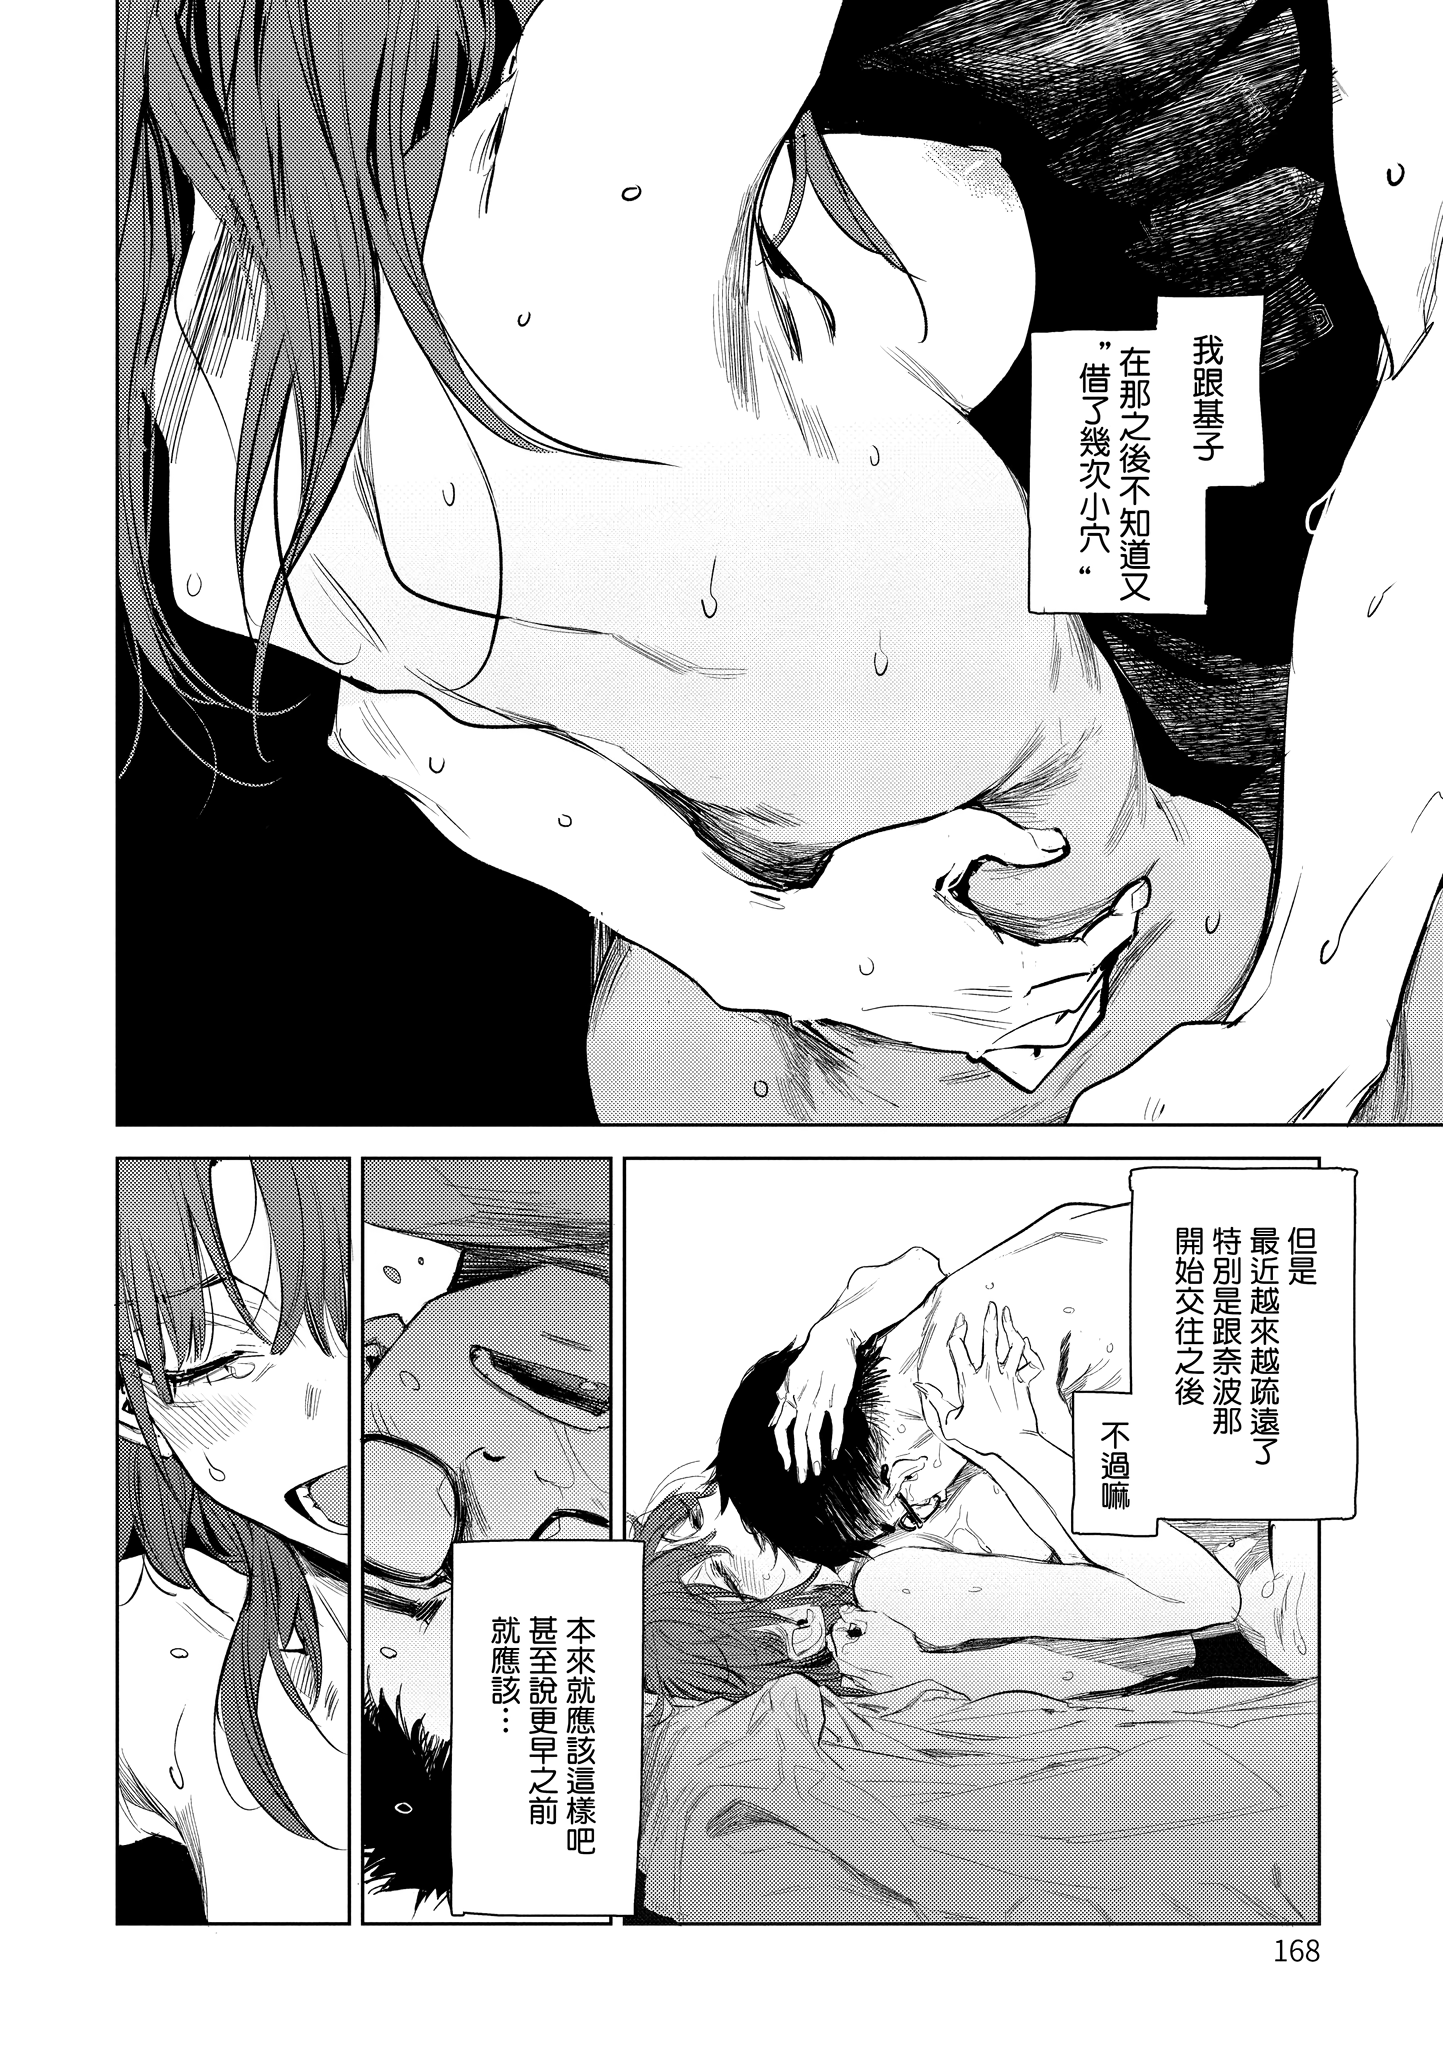 我跟基子
在那之後不知道又
”借了幾次小穴“
但是
最近越來越疏遠了
特別是跟奈波那
開始交往之後
不過嘛
本來就應該這樣吧
甚至說更早之前
就應該…
168